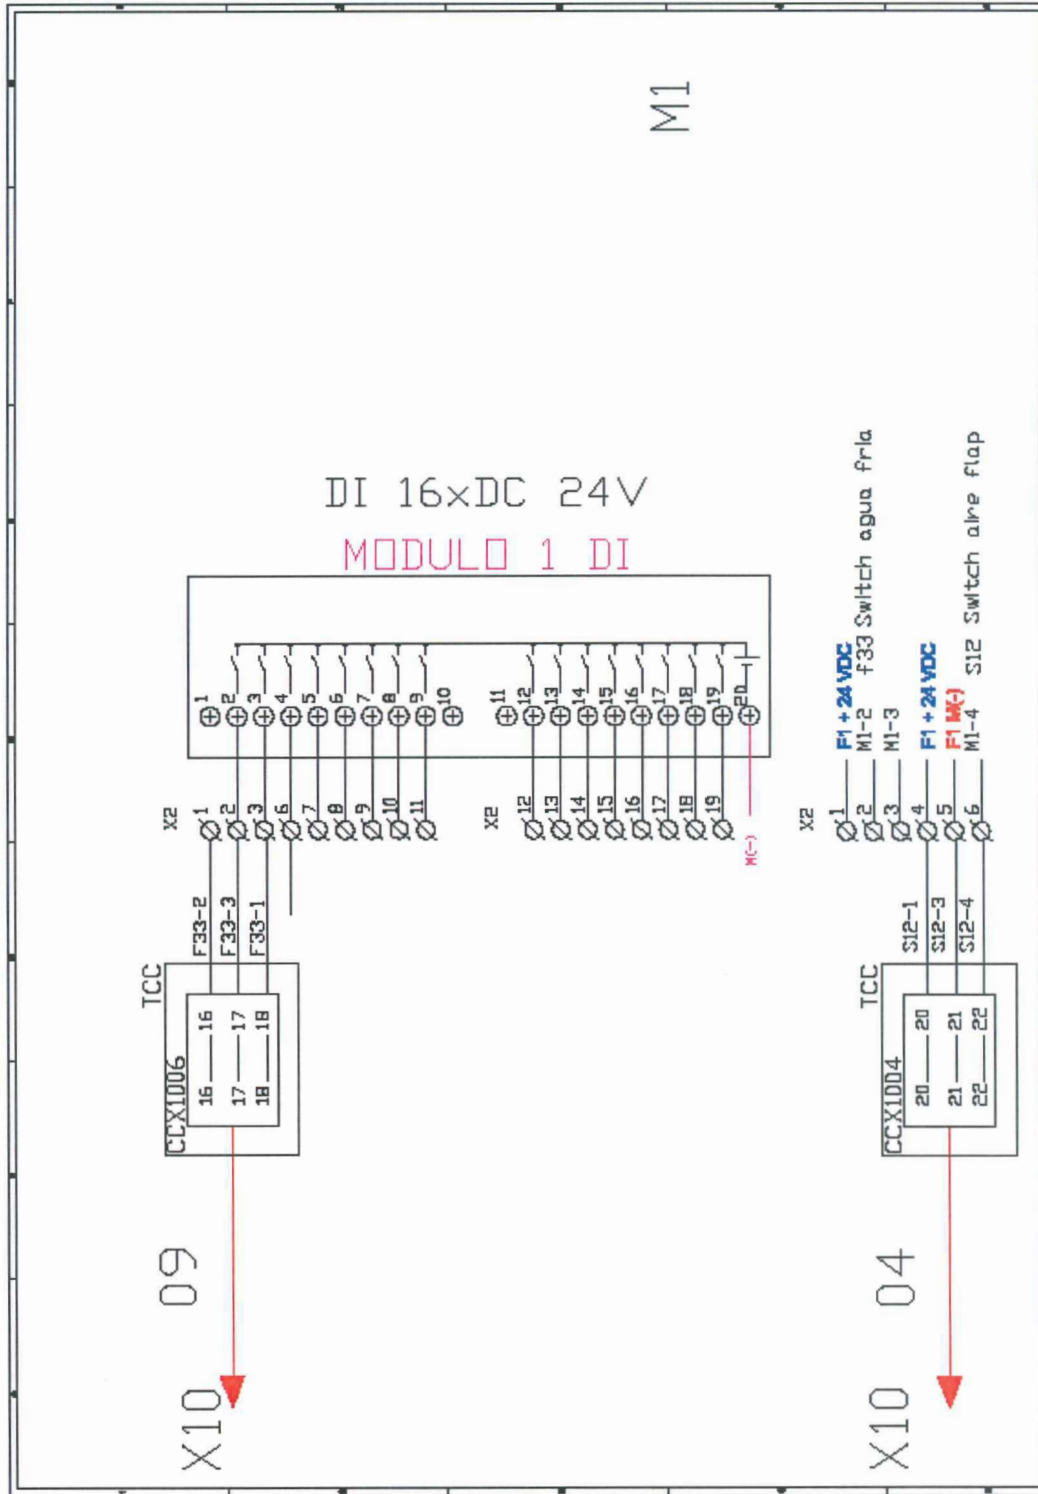 M1
DI 16xDC 24V
MODULO 1 DI
1
2
3
4
5
6
7
8
9
10
11
12
13
14
15
16
17
18
19
20
X2
1
2
3
6
7
8
9
10
11
X2
12
13
14
15
16
17
18
19
M(-)
F33-2
F33-3
F33-1
TCC
CCX1006
16 16
17 17
18 18
X10 09
X2
1 F1 + 24 VDC
2 M1-2 f33 Switch agua fria
3 M1-3
4 F1 + 24 VDC
5 F1 M(-)
6 M1-4 S12 Switch aire flap
S12-1
S12-3
S12-4
TCC
CCX1004
20 20
21 21
22 22
X10 04